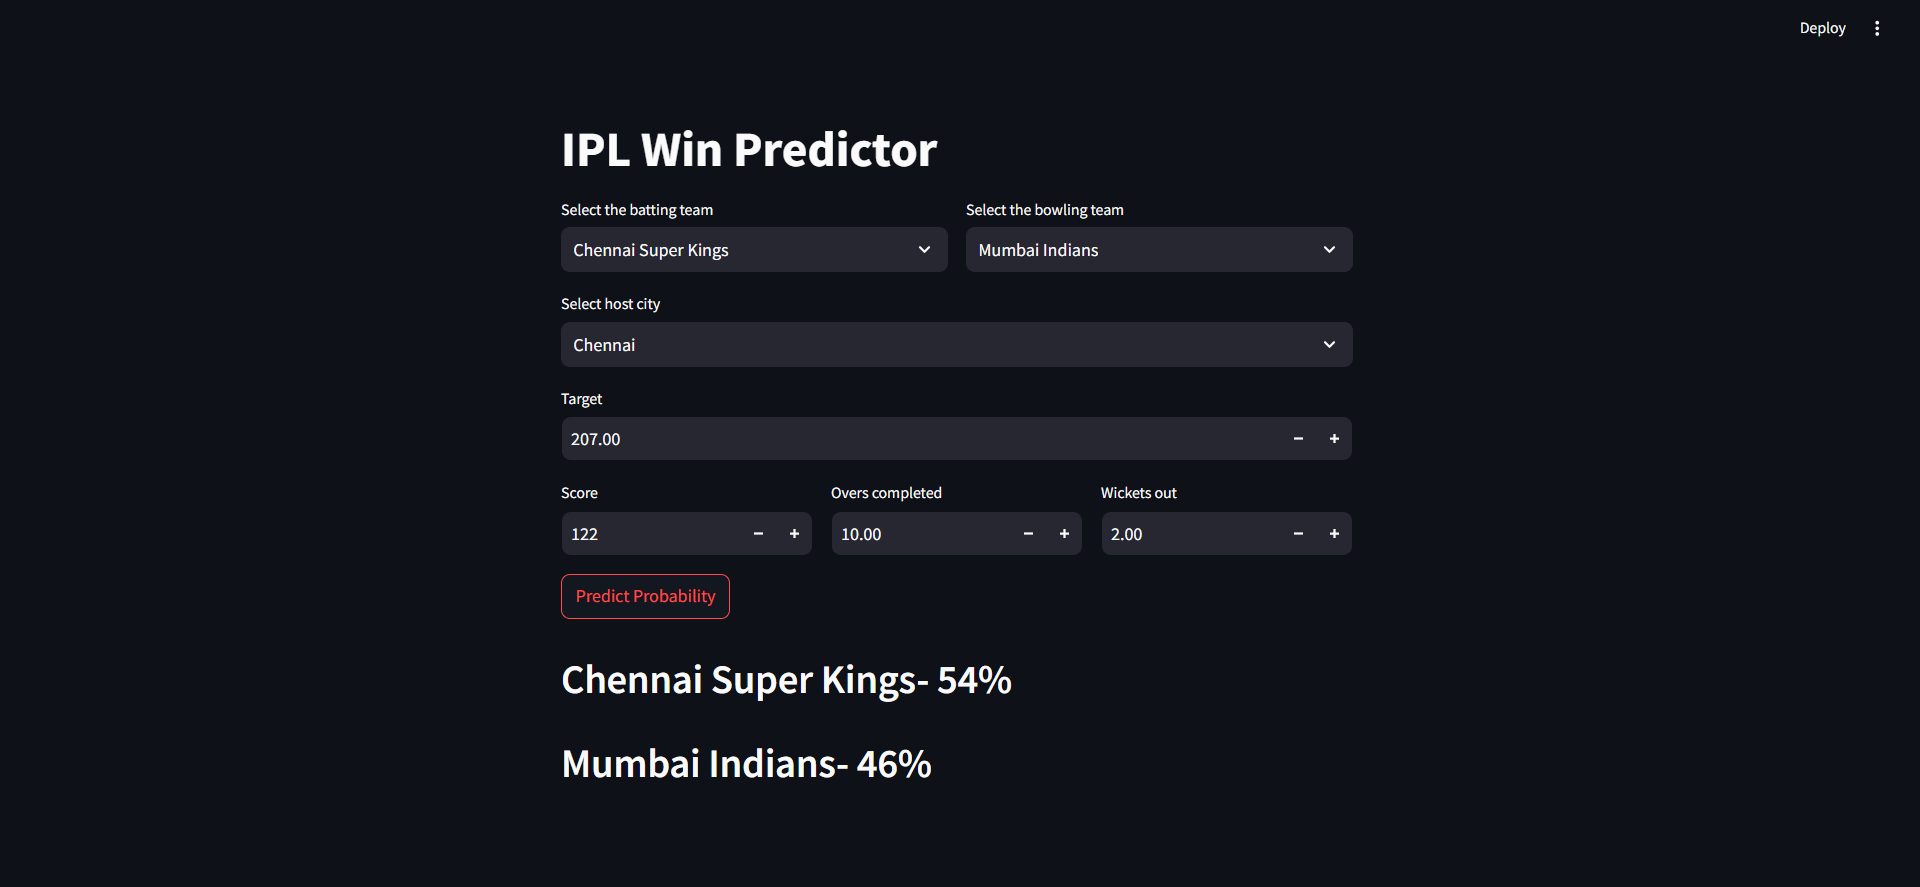 Deploy
IPL Win Predictor
Select the batting team Select the bowling team
Chennai Super Kings Mumbai Indians
Select host city
Chennai
Target
207.00
Score Overs completed Wickets out
122 10.00 2.00
Predict Probability
Chennai Super Kings- 54%
Mumbai Indians- 46%